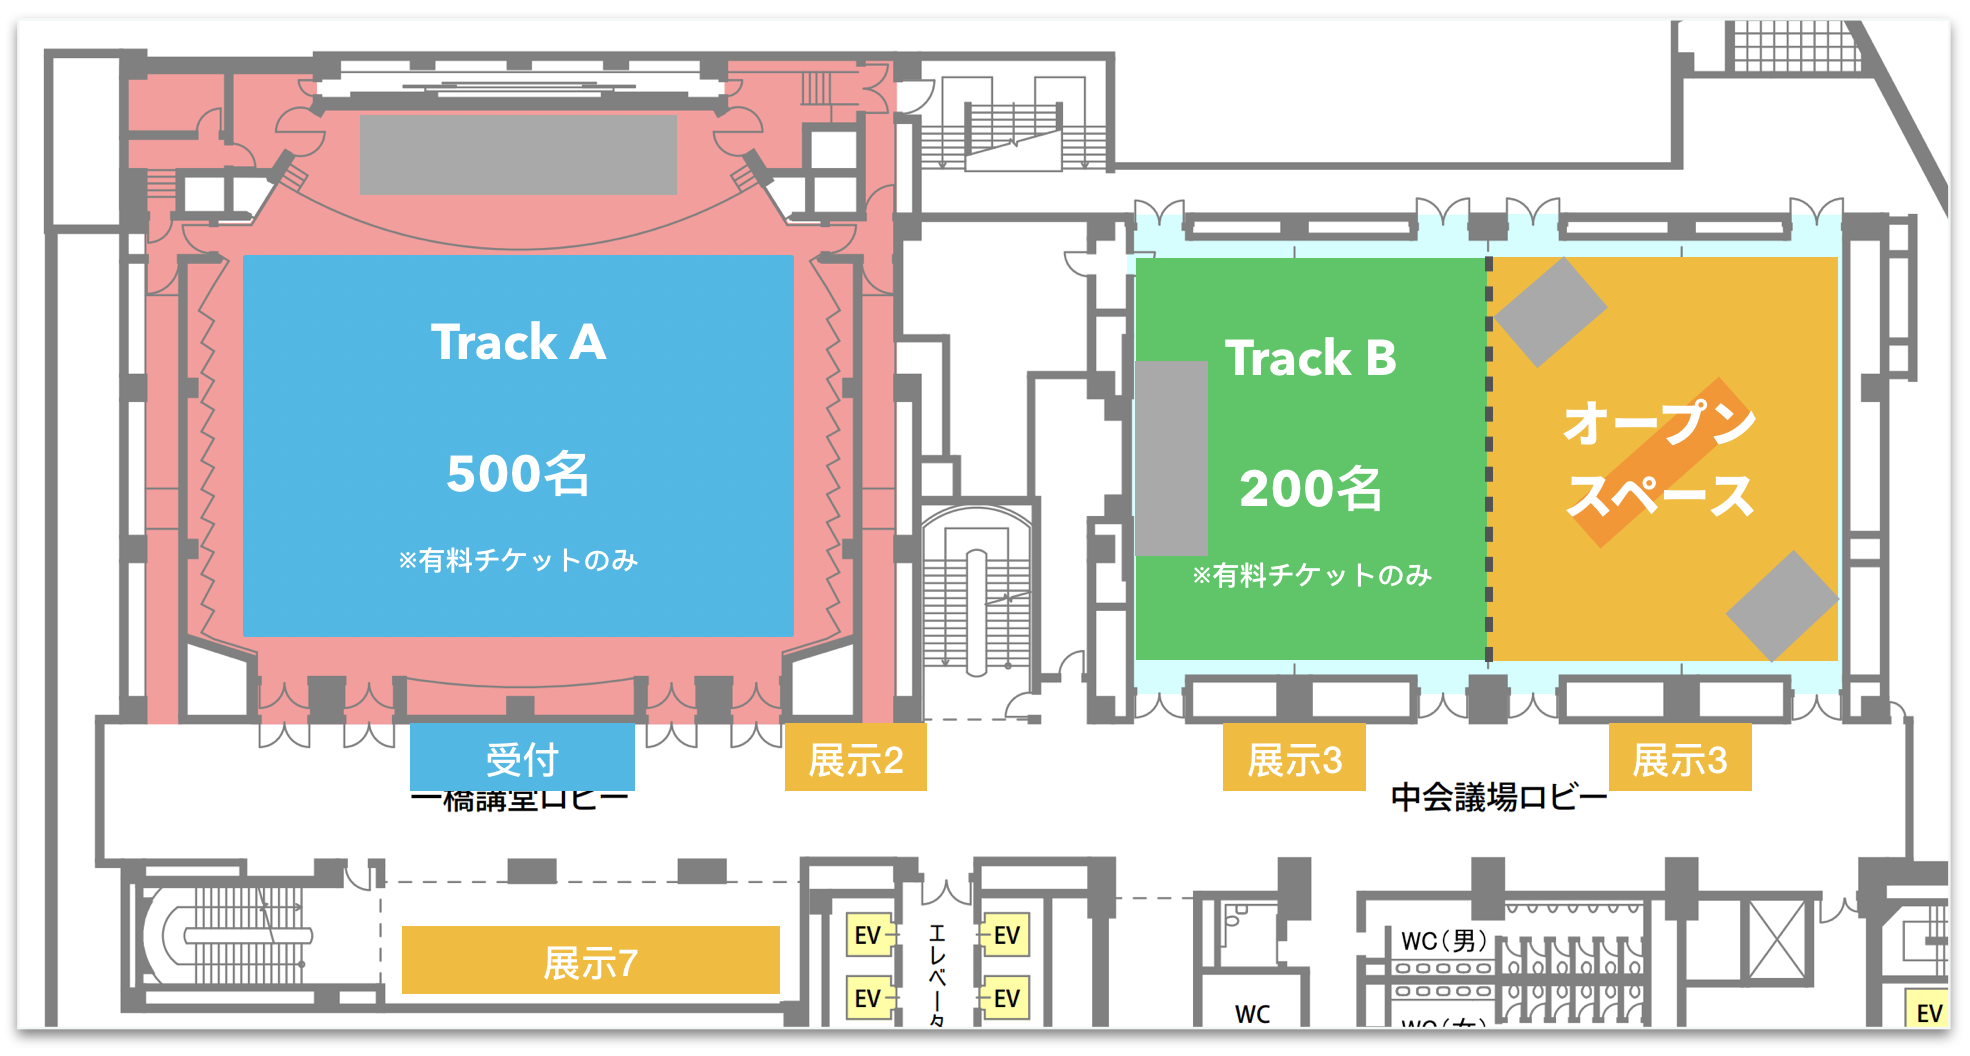 Track A
500名
※有料チケットのみ
Track B
200名
※有料チケットのみ
オープン
スペース
受付
展示2
展示3
展示3
一橋講堂ロビー
中会議場ロビー
展示7
EV
EV
EV
EV
エレベータ
WC(男)
WC
WC(女)
EV